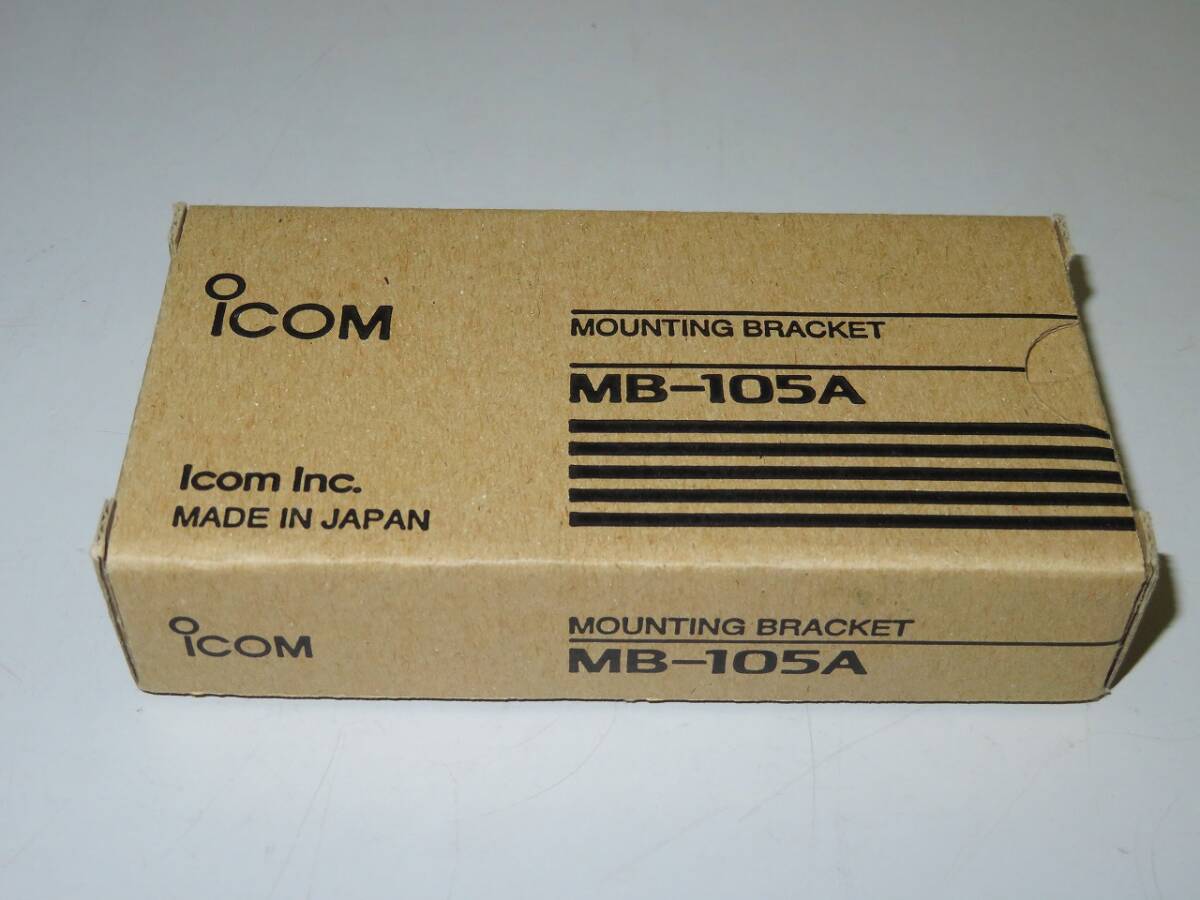 ICOM
MOUNTING BRACKET
MB-105A
Icom Inc.
MADE IN JAPAN
ICOM
MOUNTING BRACKET
MB-105A